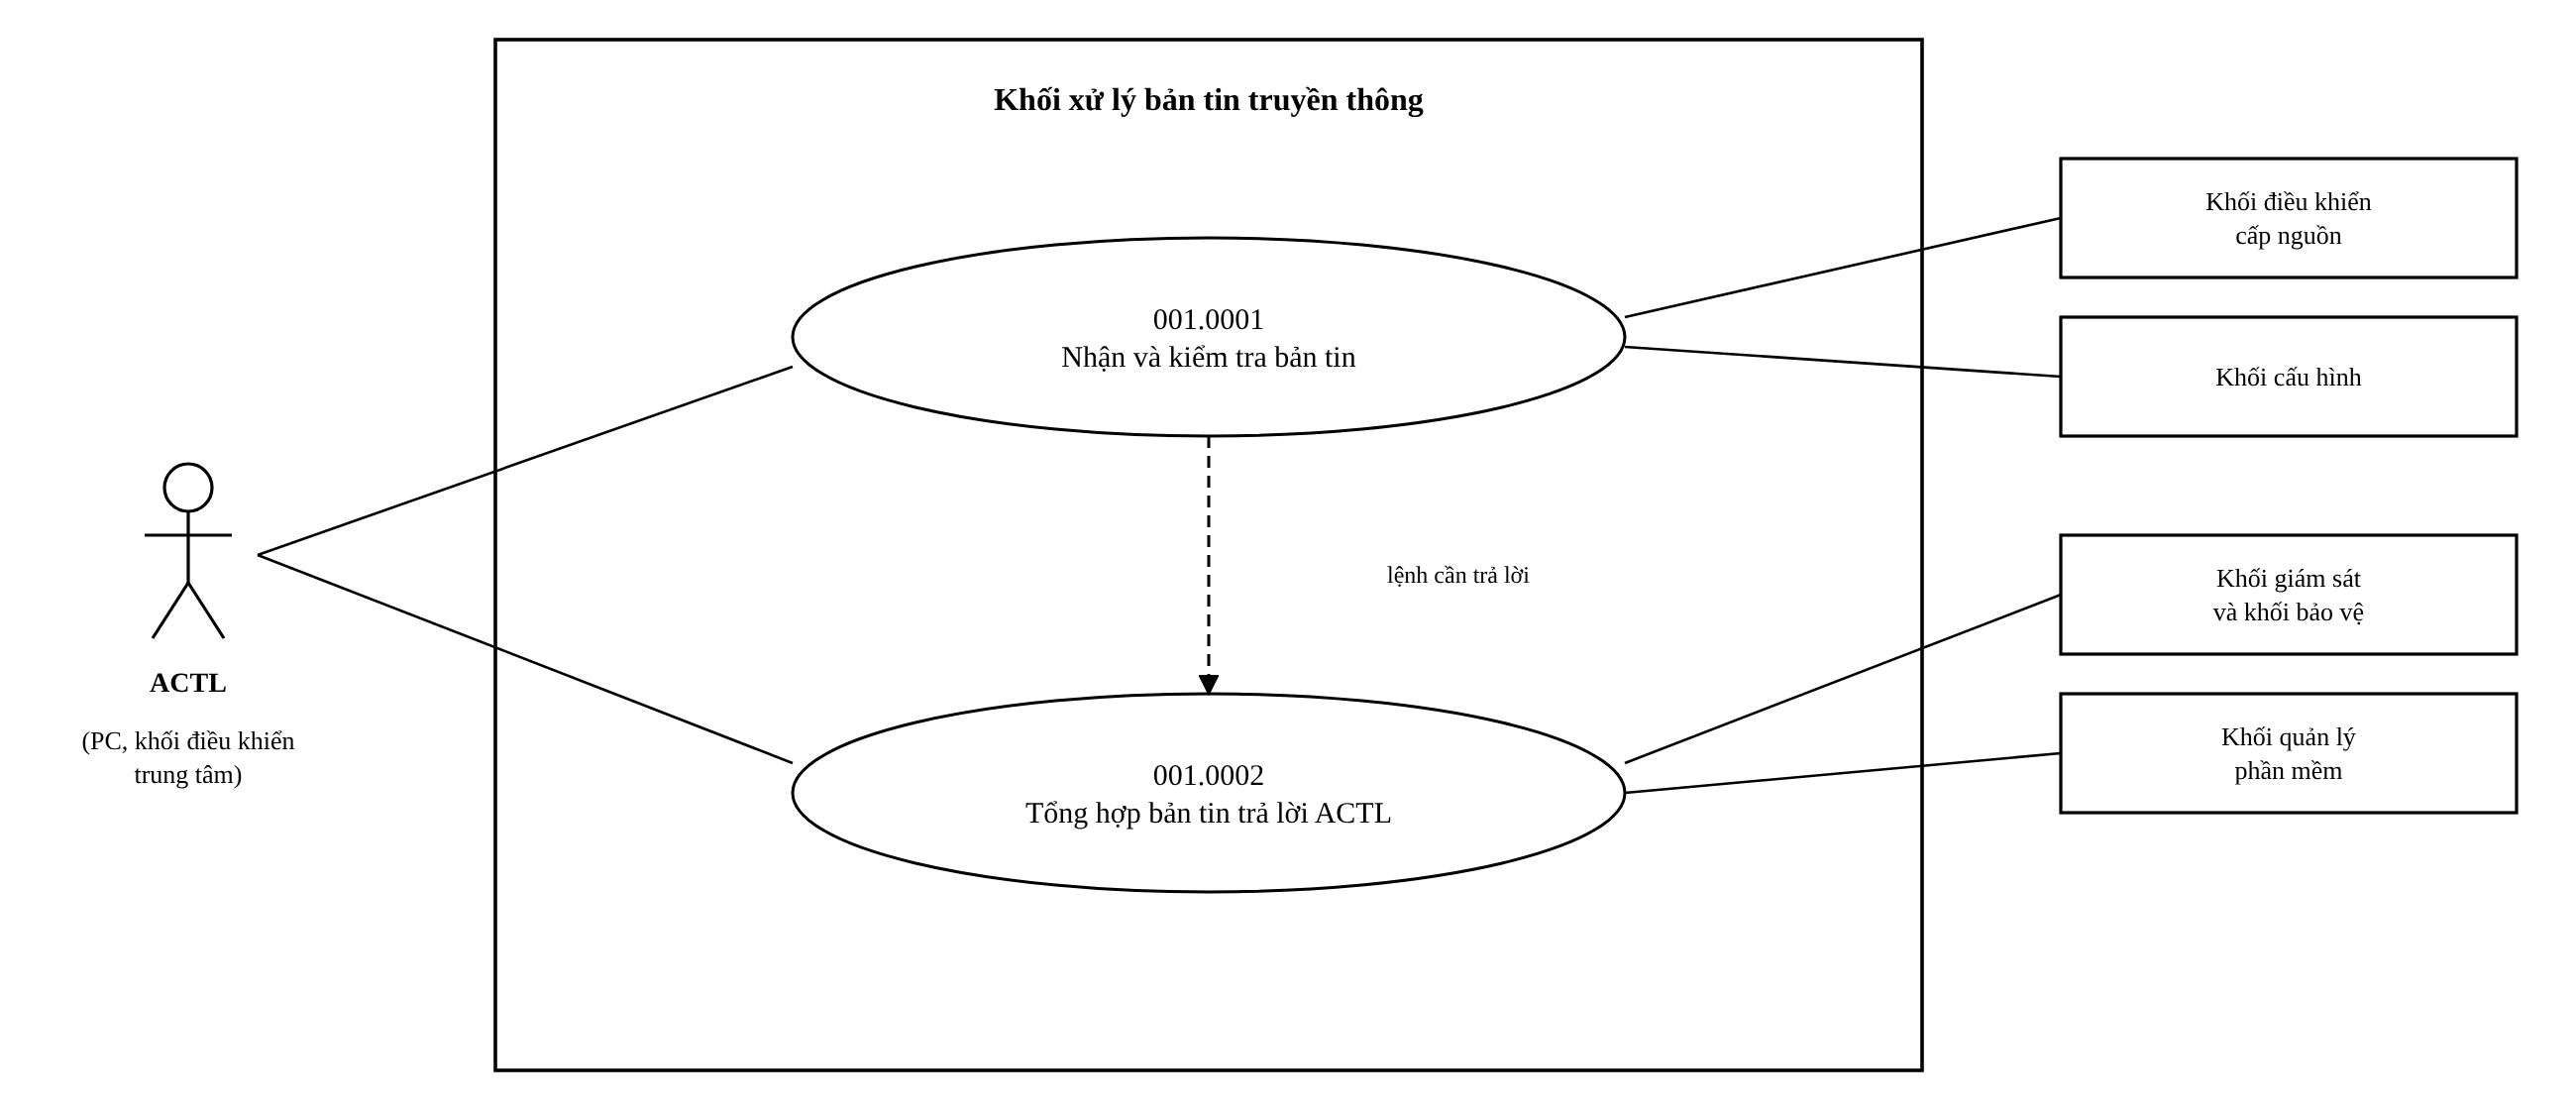 Khối xử lý bản tin truyền thông
001.0001
Nhận và kiểm tra bản tin
Khối điều khiển
cấp nguồn
Khối cấu hình
ACTL
(PC, khối điều khiển
trung tâm)
lệnh cần trả lời
001.0002
Tổng hợp bản tin trả lời ACTL
Khối giám sát
và khối bảo vệ
Khối quản lý
phần mềm